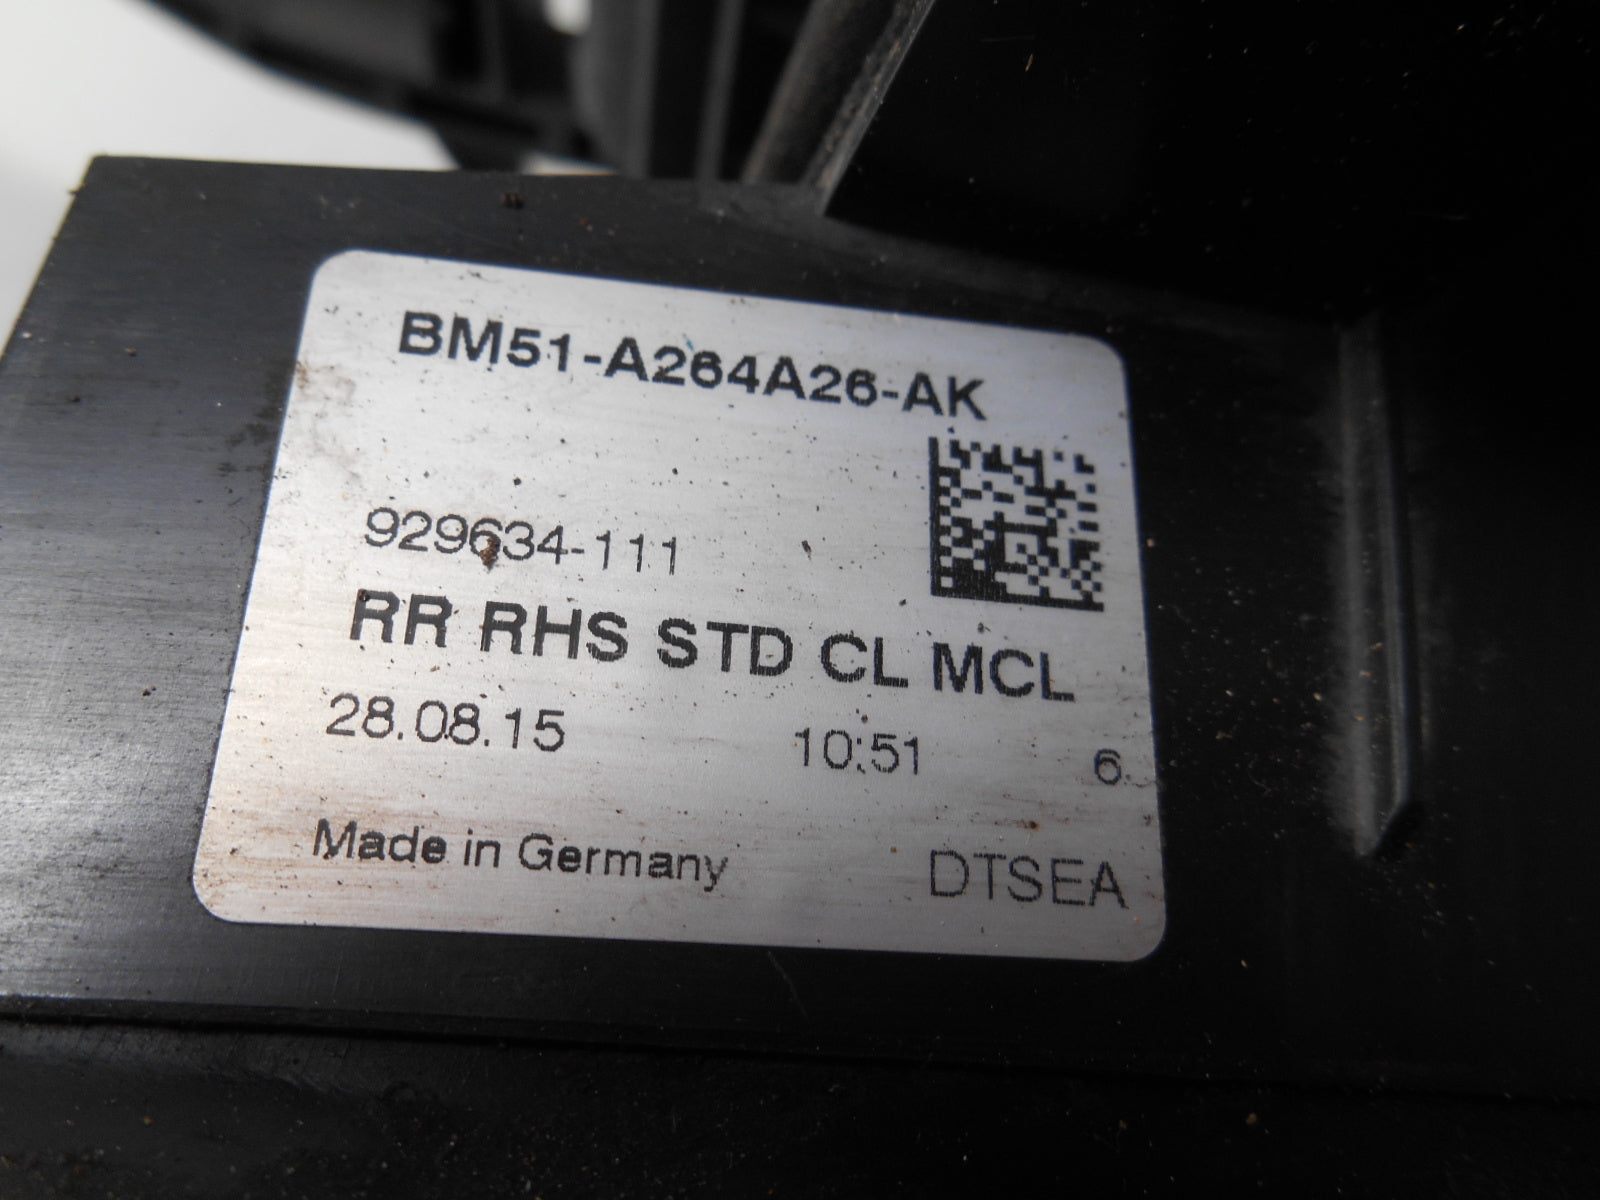 BM51-A264A26-AK
929634-111
RR RHS STD CL MCL
28.08.15 10:51 6
Made in Germany DTSEA